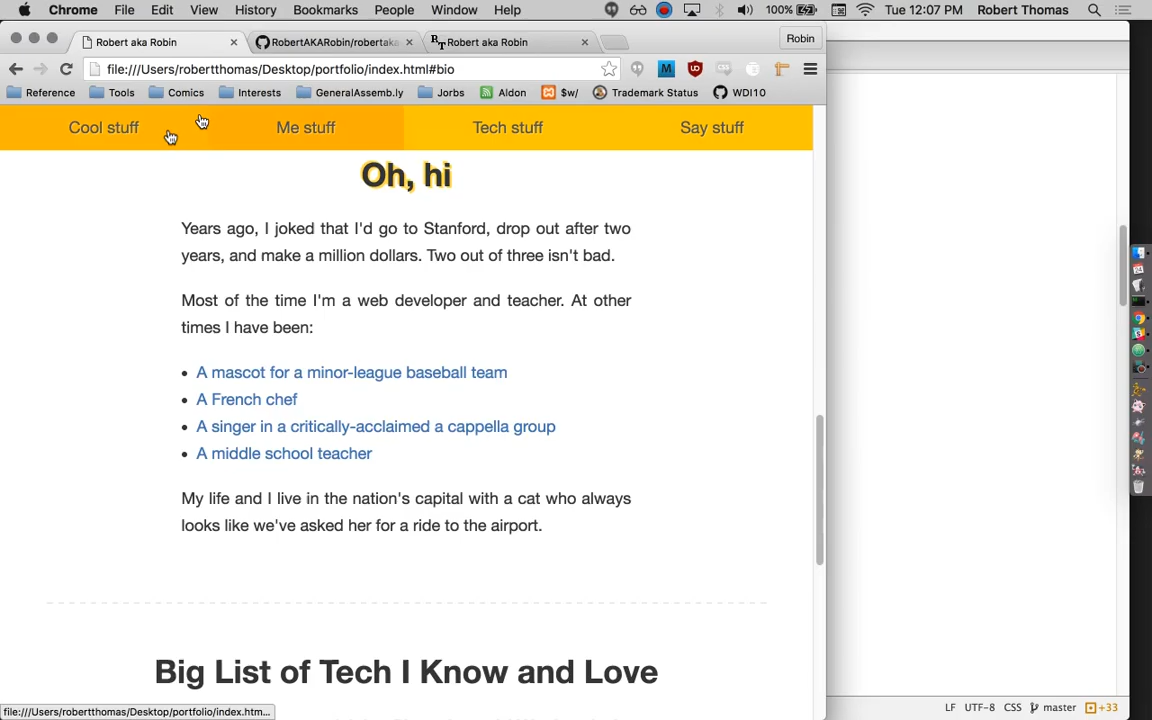 Chrome File Edit View History Bookmarks People Window Help 100% Tue 12:07 PM Robert Thomas
Robert aka Robin RobertAKARobin/robertaka Robert aka Robin Robin
file:///Users/robertthomas/Desktop/portfolio/index.html#bio
Reference Tools Comics Interests GeneralAssemb.ly Jorbs Aldon $w/ Trademark Status WDI10
Cool stuff Me stuff Tech stuff Say stuff
Oh, hi
Years ago, I joked that I'd go to Stanford, drop out after two
years, and make a million dollars. Two out of three isn't bad.
Most of the time I'm a web developer and teacher. At other
times I have been:
A mascot for a minor-league baseball team
A French chef
A singer in a critically-acclaimed a cappella group
A middle school teacher
My life and I live in the nation's capital with a cat who always
looks like we've asked her for a ride to the airport.
Big List of Tech I Know and Love
file:///Users/robertthomas/Desktop/portfolio/index.htm...
LF UTF-8 CSS master +33